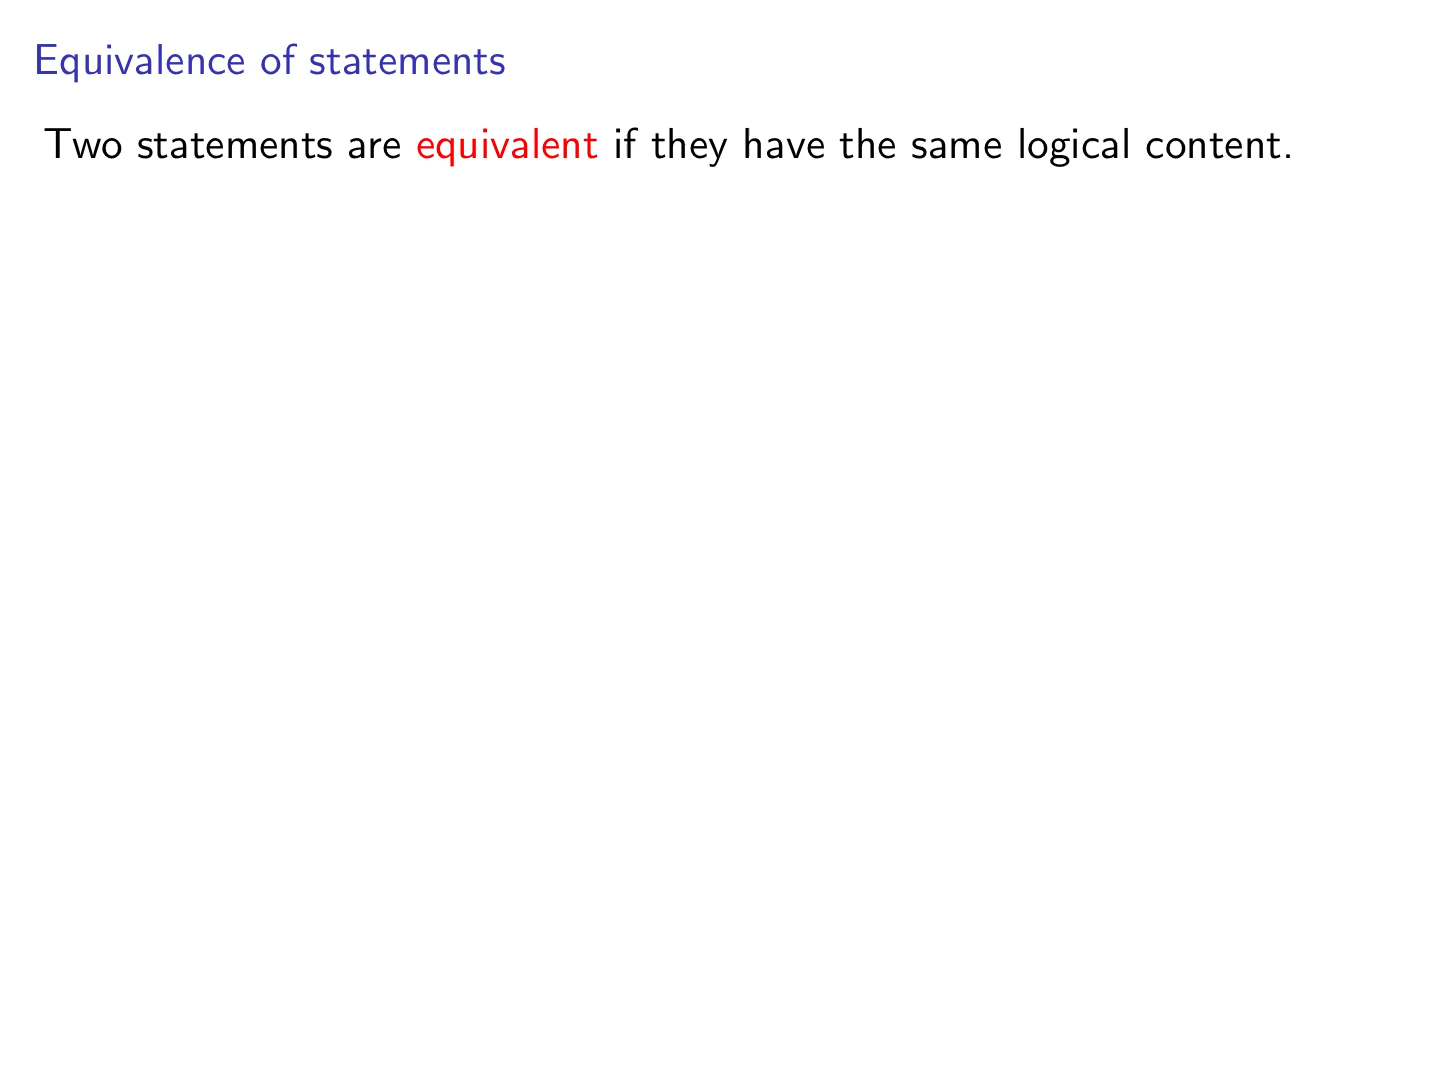 Equivalence of statements
Two statements are equivalent if they have the same logical content.